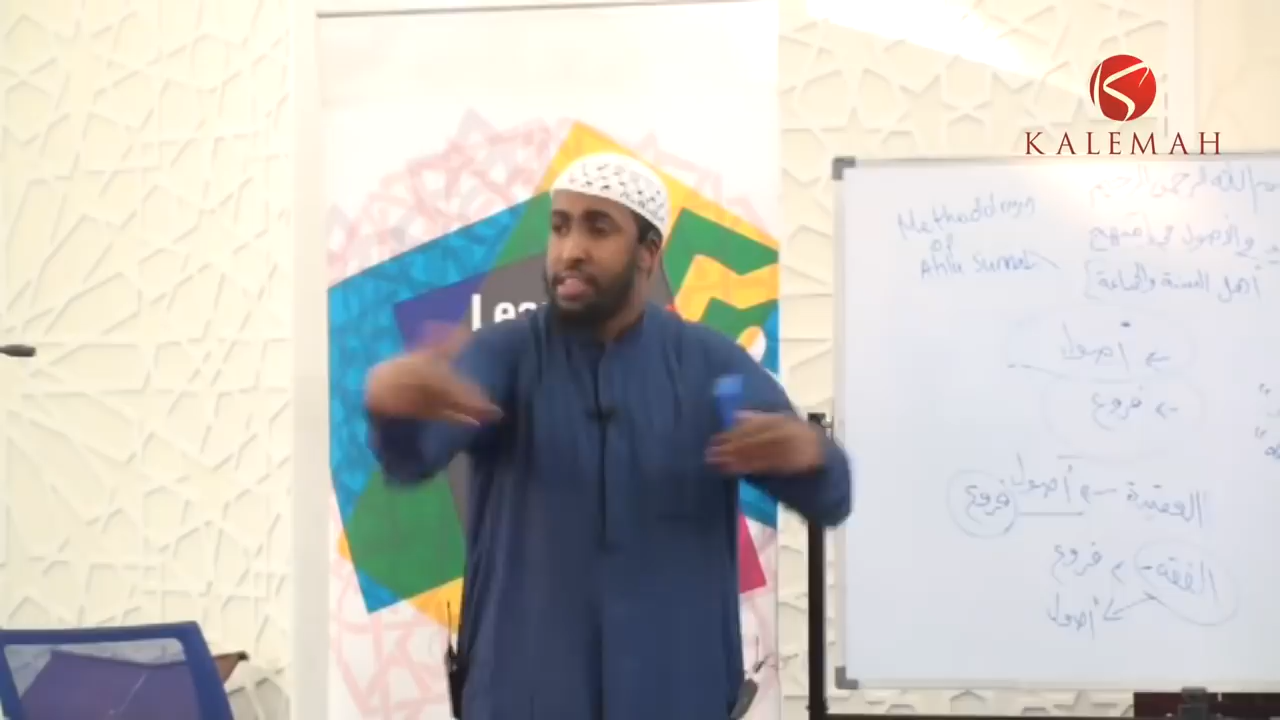 KALEMAH
الله الرحمن الرحيم
Methodology
of
Ahlu Sunnah
والأصول في منهج
أهل السنة والجماعة]
Lea
← أصول
← فروع
العقيدة ← أصول فروع
الفقه - ← فروع
← أصول